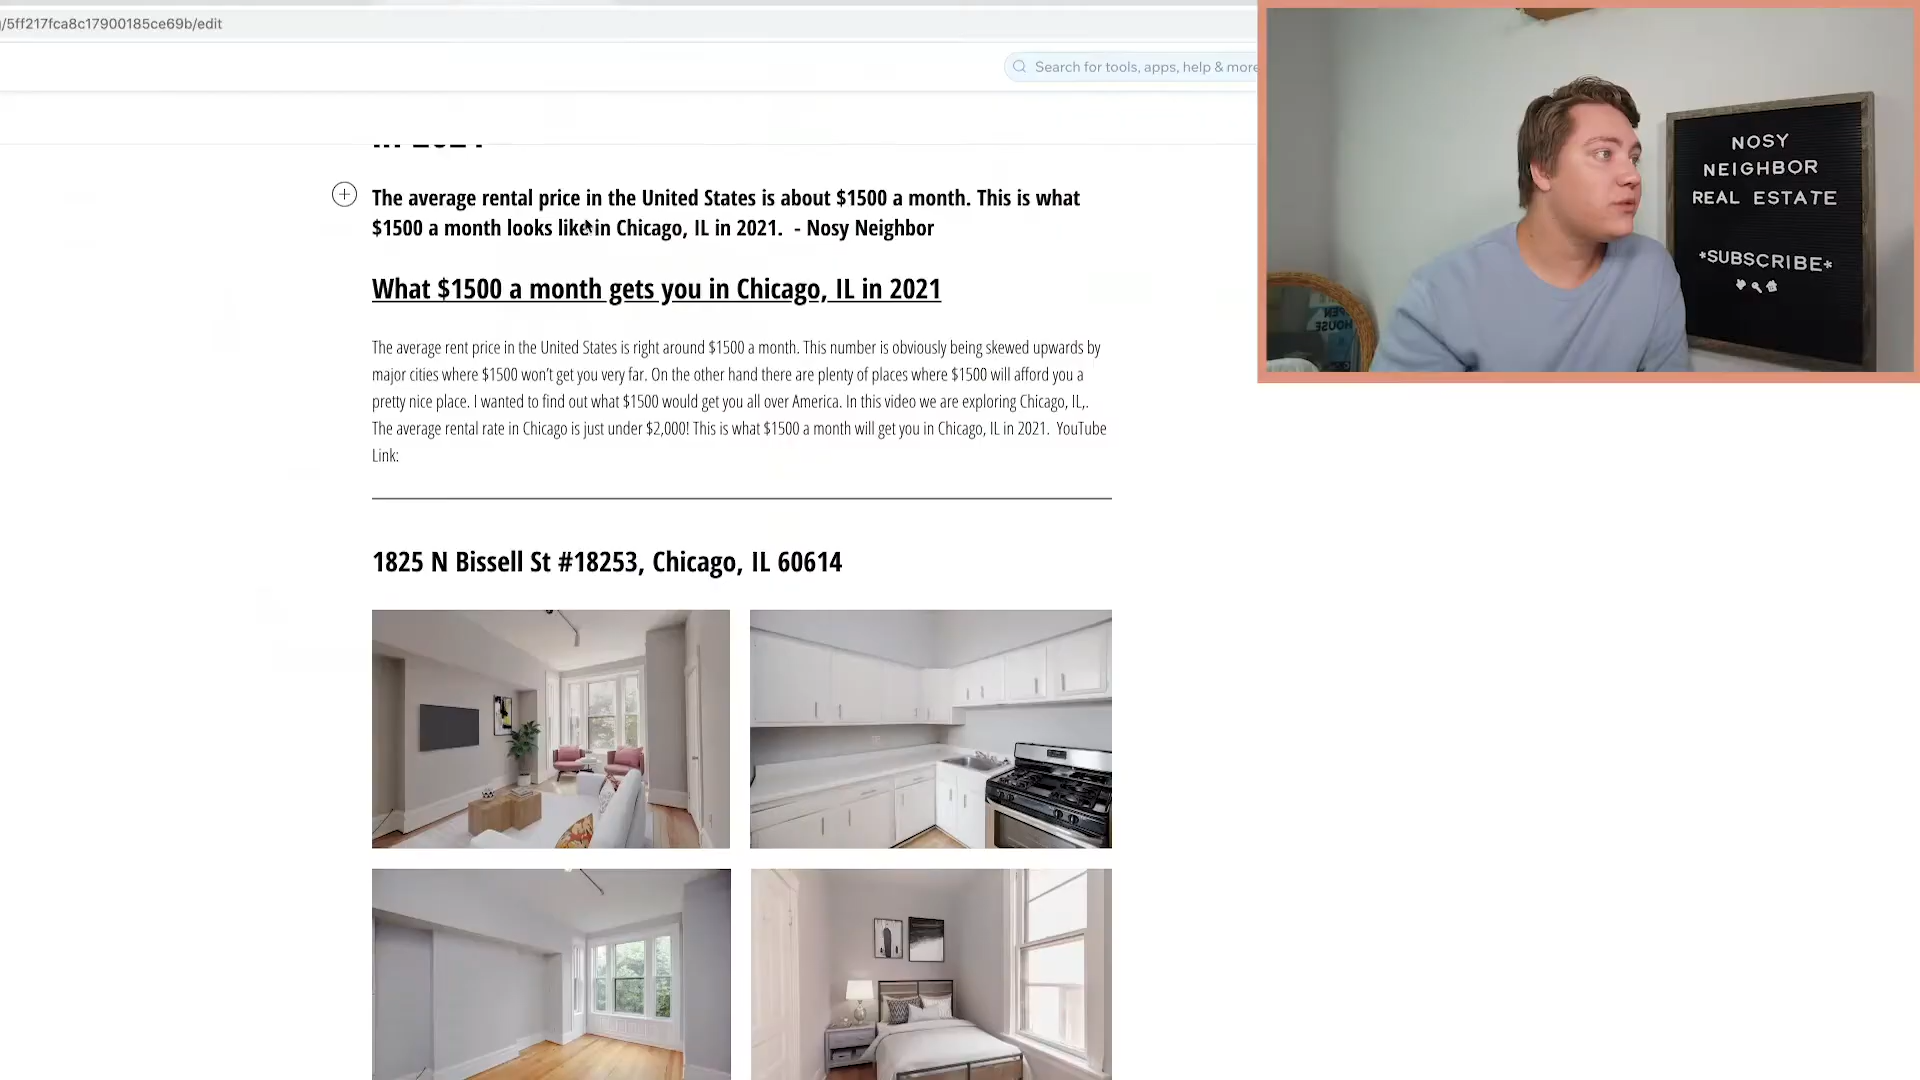 /5ff217fca8c17900185ce69b/edit
Search for tools, apps, help & more
in 2021
The average rental price in the United States is about $1500 a month. This is what
$1500 a month looks like in Chicago, IL in 2021.  - Nosy Neighbor
What $1500 a month gets you in Chicago, IL in 2021
The average rent price in the United States is right around $1500 a month. This number is obviously being skewed upwards by
major cities where $1500 won't get you very far. On the other hand there are plenty of places where $1500 will afford you a
pretty nice place. I wanted to find out what $1500 would get you all over America. In this video we are exploring Chicago, IL,.
The average rental rate in Chicago is just under $2,000! This is what $1500 a month will get you in Chicago, IL in 2021.  YouTube
Link:
1825 N Bissell St #18253, Chicago, IL 60614
NOSY
NEIGHBOR
REAL ESTATE
*SUBSCRIBE*
OPEN
HOUSE